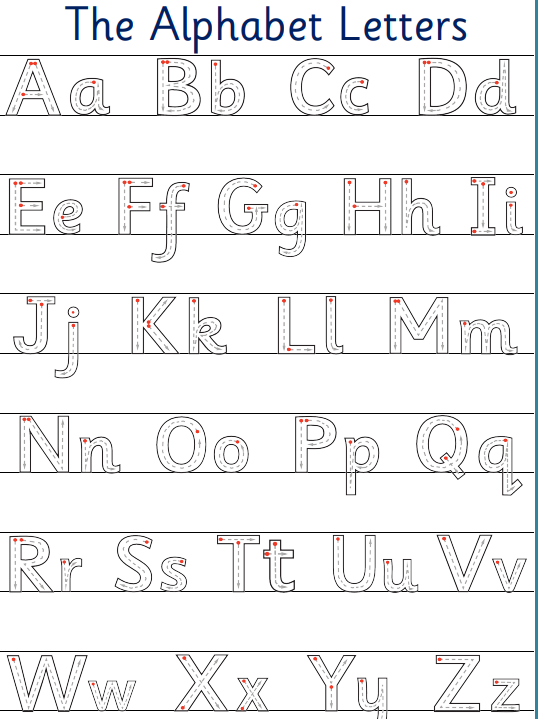 The Alphabet Letters
Aa Bb Cc Dd
Ee Ff Gg Hh Ii
Jj Kk Ll Mm
Nn Oo Pp Qq
Rr Ss Tt Uu Vv
Ww Xx Yy Zz